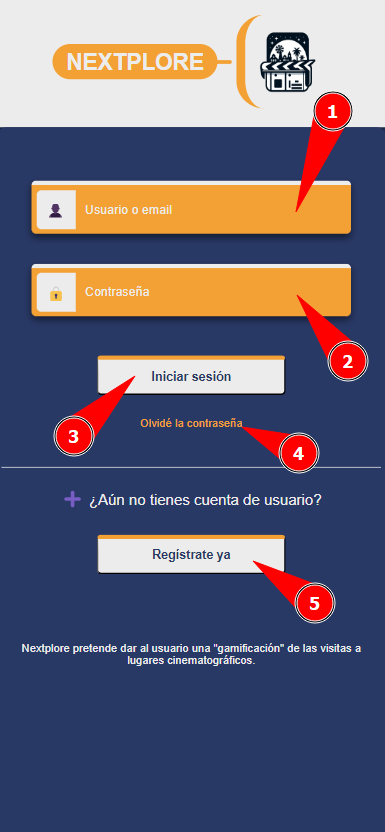 NEXTPLORE
1
Usuario o email
Contraseña
2
Iniciar sesión
3
Olvidé la contraseña
4
¿Aún no tienes cuenta de usuario?
Regístrate ya
5
Nextplore pretende dar al usuario una "gamificación" de las visitas a
lugares cinematográficos.